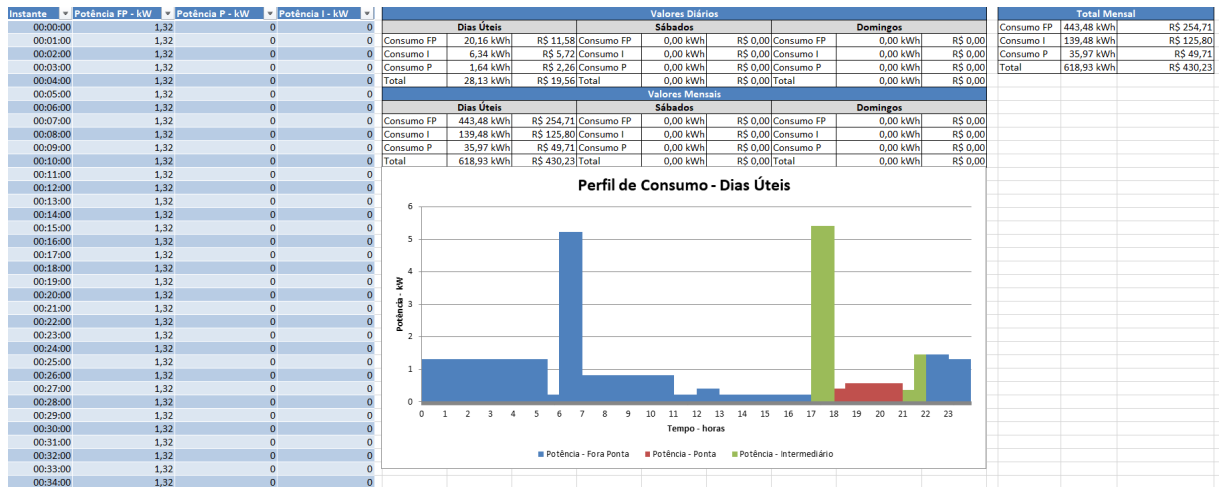 Instante Potência FP - kW Potência P - kW Potência I - kW
00:00:00 1,32 0 0
00:01:00 1,32 0 0
00:02:00 1,32 0 0
00:03:00 1,32 0 0
00:04:00 1,32 0 0
00:05:00 1,32 0 0
00:06:00 1,32 0 0
00:07:00 1,32 0 0
00:08:00 1,32 0 0
00:09:00 1,32 0 0
00:10:00 1,32 0 0
00:11:00 1,32 0 0
00:12:00 1,32 0 0
00:13:00 1,32 0 0
00:14:00 1,32 0 0
00:15:00 1,32 0 0
00:16:00 1,32 0 0
00:17:00 1,32 0 0
00:18:00 1,32 0 0
00:19:00 1,32 0 0
00:20:00 1,32 0 0
00:21:00 1,32 0 0
00:22:00 1,32 0 0
00:23:00 1,32 0 0
00:24:00 1,32 0 0
00:25:00 1,32 0 0
00:26:00 1,32 0 0
00:27:00 1,32 0 0
00:28:00 1,32 0 0
00:29:00 1,32 0 0
00:30:00 1,32 0 0
00:31:00 1,32 0 0
00:32:00 1,32 0 0
00:33:00 1,32 0 0
00:34:00 1,32 0 0
Valores Diários
Dias Úteis Sábados Domingos
Consumo FP 20,16 kWh R$ 11,58 Consumo FP 0,00 kWh R$ 0,00 Consumo FP 0,00 kWh R$ 0,00
Consumo I 6,34 kWh R$ 5,72 Consumo I 0,00 kWh R$ 0,00 Consumo I 0,00 kWh R$ 0,00
Consumo P 1,64 kWh R$ 2,26 Consumo P 0,00 kWh R$ 0,00 Consumo P 0,00 kWh R$ 0,00
Total 28,13 kWh R$ 19,56 Total 0,00 kWh R$ 0,00 Total 0,00 kWh R$ 0,00
Valores Mensais
Dias Úteis Sábados Domingos
Consumo FP 443,48 kWh R$ 254,71 Consumo FP 0,00 kWh R$ 0,00 Consumo FP 0,00 kWh R$ 0,00
Consumo I 139,48 kWh R$ 125,80 Consumo I 0,00 kWh R$ 0,00 Consumo I 0,00 kWh R$ 0,00
Consumo P 35,97 kWh R$ 49,71 Consumo P 0,00 kWh R$ 0,00 Consumo P 0,00 kWh R$ 0,00
Total 618,93 kWh R$ 430,23 Total 0,00 kWh R$ 0,00 Total 0,00 kWh R$ 0,00
Perfil de Consumo - Dias Úteis
Potência - kW
6
5
4
3
2
1
0
0 1 2 3 4 5 6 7 8 9 10 11 12 13 14 15 16 17 18 19 20 21 22 23
Tempo - horas
Potência - Fora Ponta Potência - Ponta Potência - Intermediário
Total Mensal
Consumo FP 443,48 kWh R$ 254,71
Consumo I 139,48 kWh R$ 125,80
Consumo P 35,97 kWh R$ 49,71
Total 618,93 kWh R$ 430,23